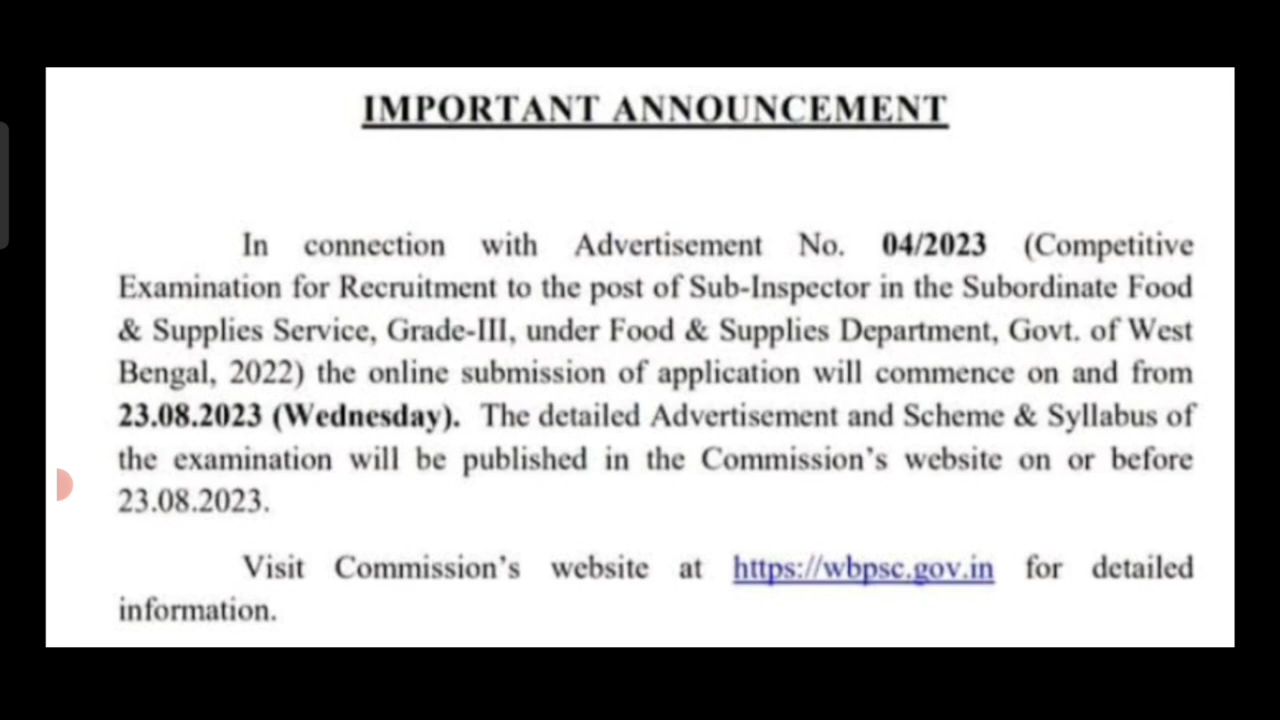 IMPORTANT ANNOUNCEMENT
In connection with Advertisement No. 04/2023 (Competitive
Examination for Recruitment to the post of Sub-Inspector in the Subordinate Food
& Supplies Service, Grade-III, under Food & Supplies Department, Govt. of West
Bengal, 2022) the online submission of application will commence on and from
23.08.2023 (Wednesday). The detailed Advertisement and Scheme & Syllabus of
the examination will be published in the Commission's website on or before
23.08.2023.
Visit Commission's website at https://wbpsc.gov.in for detailed
information.